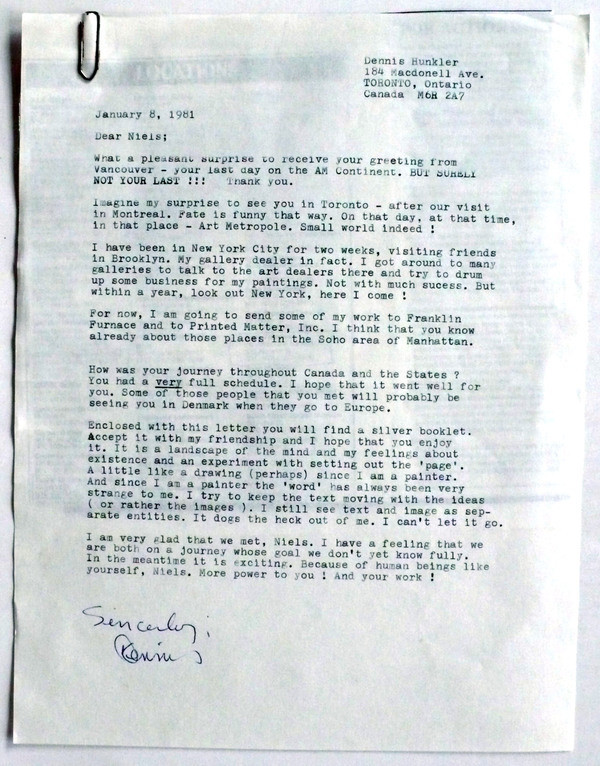 Dennis Hunkler
184 Macdonell Ave.
TORONTO, Ontario
Canada M6R 2A7
January 8, 1981
Dear Niels;
What a pleasant surprise to receive your greeting from
Vancouver - your last day on the AM Continent. BUT SURELY
NOT YOUR LAST !!! Thank you.
Imagine my surprise to see you in Toronto - after our visit
in Montreal. Fate is funny that way. On that day, at that time,
in that place - Art Metropole. Small world indeed !
I have been in New York City for two weeks, visiting friends
in Brooklyn. My gallery dealer in fact. I got around to many
galleries to talk to the art dealers there and try to drum
up some business for my paintings. Not with much sucess. But
within a year, look out New York, here I come !
For now, I am going to send some of my work to Franklin
Furnace and to Printed Matter, Inc. I think that you know
already about those places in the Soho area of Manhattan.
How was your journey throughout Canada and the States ?
You had a very full schedule. I hope that it went well for
you. Some of those people that you met will probably be
seeing you in Denmark when they go to Europe.
Enclosed with this letter you will find a silver booklet.
Accept it with my friendship and I hope that you enjoy
it. It is a landscape of the mind and my feelings about
existence and an experiment with setting out the 'page'.
A little like a drawing (perhaps) since I am a painter.
And since I am a painter the 'word' has always been very
strange to me. I try to keep the text moving with the ideas
( or rather the images ). I still see text and image as sep-
arate entities. It dogs the heck out of me. I can't let it go.
I am very glad that we met, Niels. I have a feeling that we
are both on a journey whose goal we don't yet know fully.
In the meantime it is exciting. Because of human beings like
yourself, Niels. More power to you ! And your work !
Sincerely,
Dennis